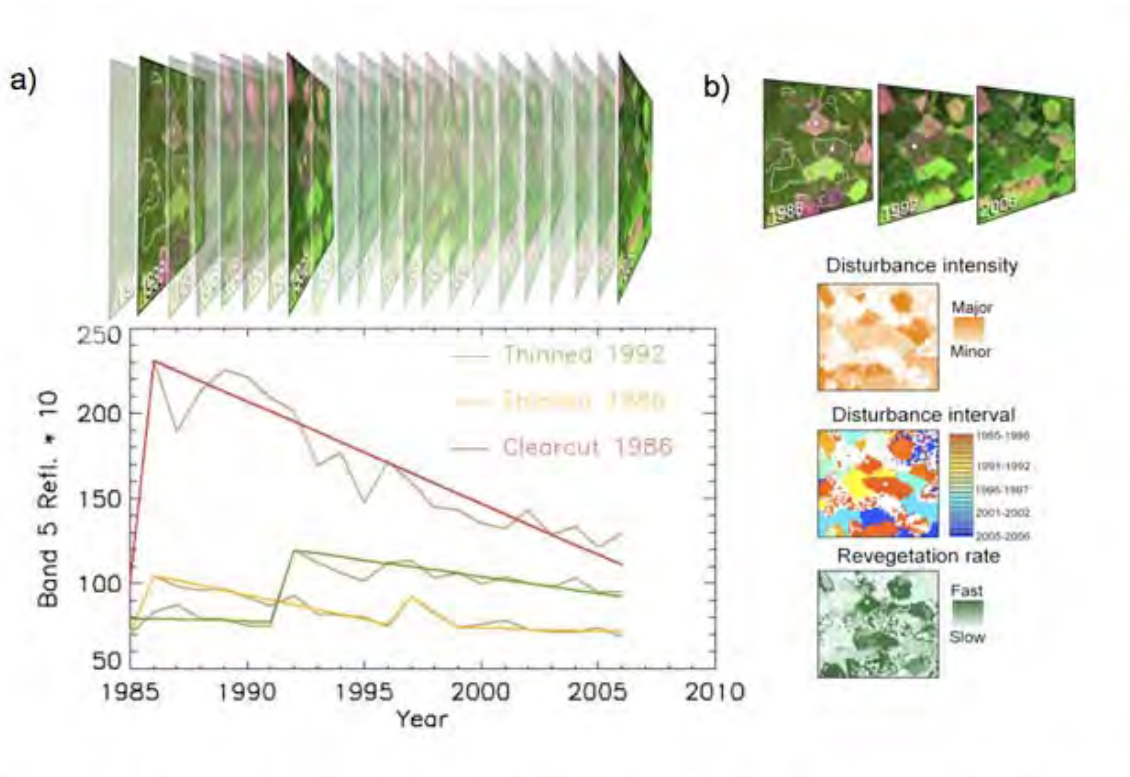 a)
b)
1986
1992
250
200
150
100
50
Band 5 Refl. * 10
Thinned 1992
Thinned 1986
Clearcut 1986
1985
1990
1995
2000
2005
2010
Year
Disturbance intensity
Major
Minor
Disturbance interval
1985-1986
1991-1992
1996-1997
2001-2002
2005-2006
Revegetation rate
Fast
Slow